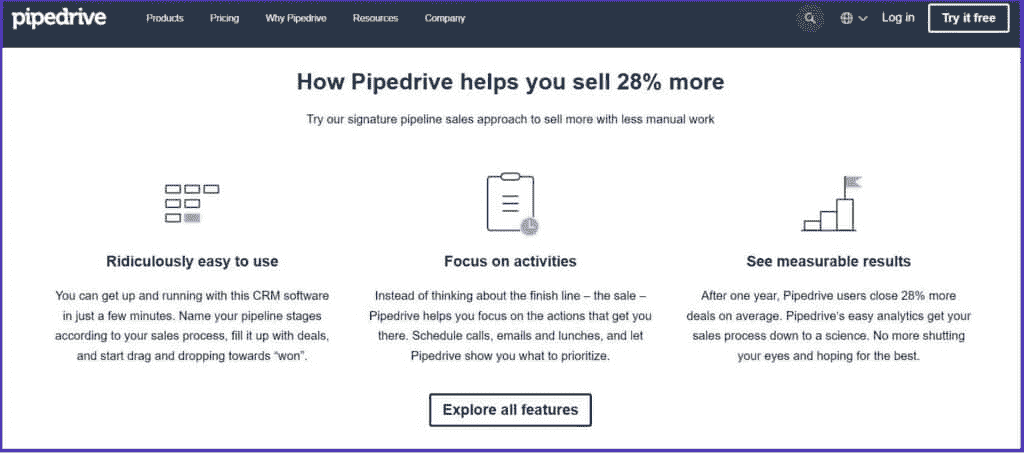 pipedrive Products Pricing Why Pipedrive Resources Company Log in Try it free
How Pipedrive helps you sell 28% more
Try our signature pipeline sales approach to sell more with less manual work
Ridiculously easy to use
You can get up and running with this CRM software
in just a few minutes. Name your pipeline stages
according to your sales process, fill it up with deals,
and start drag and dropping towards “won”.
Focus on activities
Instead of thinking about the finish line – the sale –
Pipedrive helps you focus on the actions that get you
there. Schedule calls, emails and lunches, and let
Pipedrive show you what to prioritize.
See measurable results
After one year, Pipedrive users close 28% more
deals on average. Pipedrive's easy analytics get your
sales process down to a science. No more shutting
your eyes and hoping for the best.
Explore all features